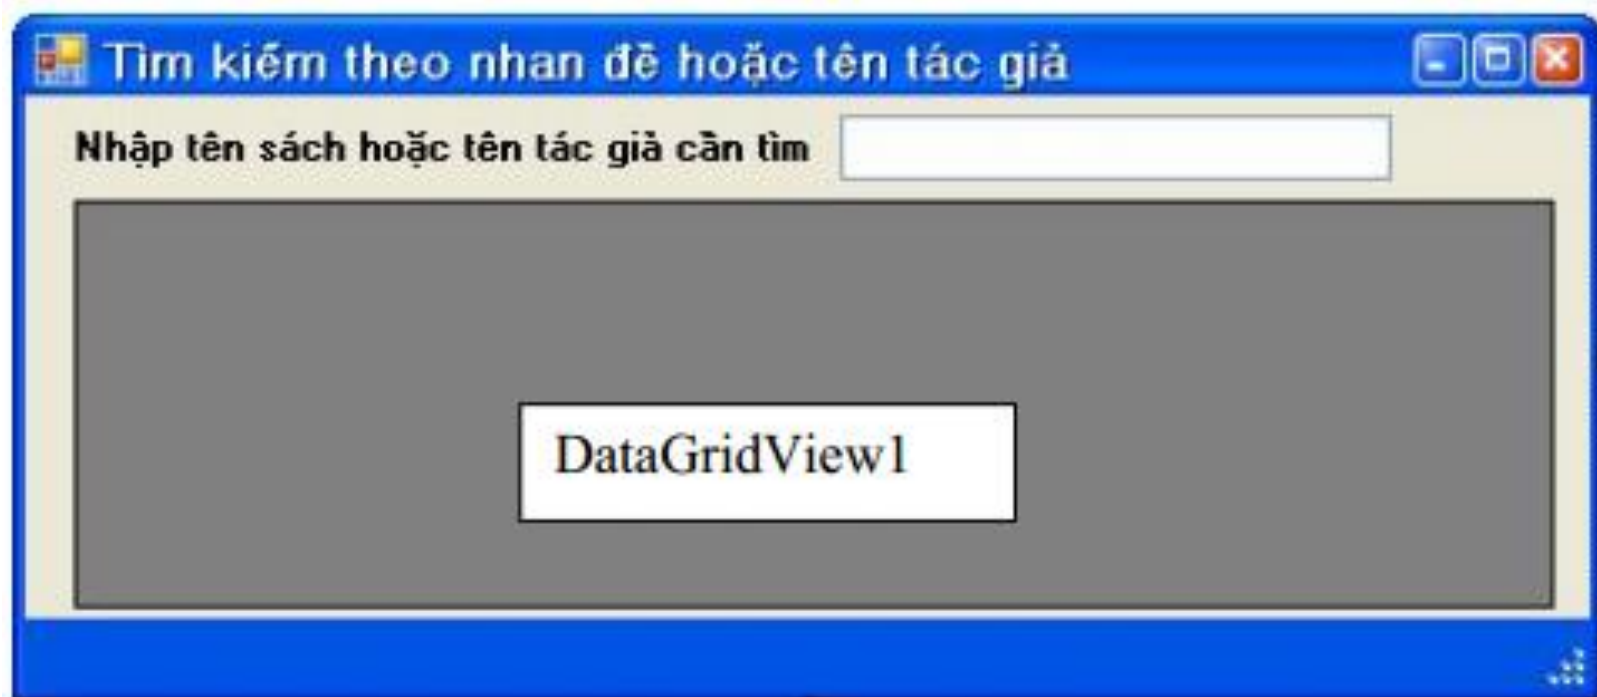 Tìm kiếm theo nhan đề hoặc tên tác giả
Nhập tên sách hoặc tên tác giả cần tìm
DataGridView1